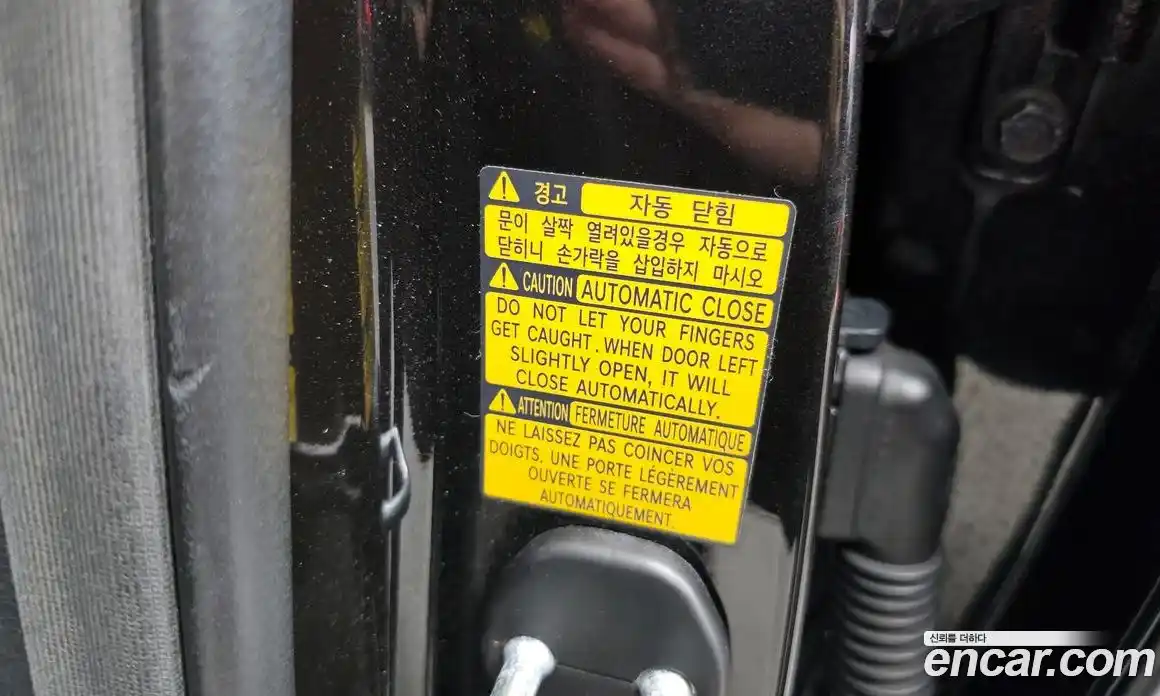 경고 자동 닫힘
문이 살짝 열려있을경우 자동으로
닫히니 손가락을 삽입하지 마시오
CAUTION AUTOMATIC CLOSE
DO NOT LET YOUR FINGERS
GET CAUGHT. WHEN DOOR LEFT
SLIGHTLY OPEN, IT WILL
CLOSE AUTOMATICALLY.
ATTENTION FERMETURE AUTOMATIQUE
NE LAISSEZ PAS COINCER VOS
DOIGTS. UNE PORTE LÉGÈREMENT
OUVERTE SE FERMERA
AUTOMATIQUEMENT.
신뢰를 더하다
encar.com